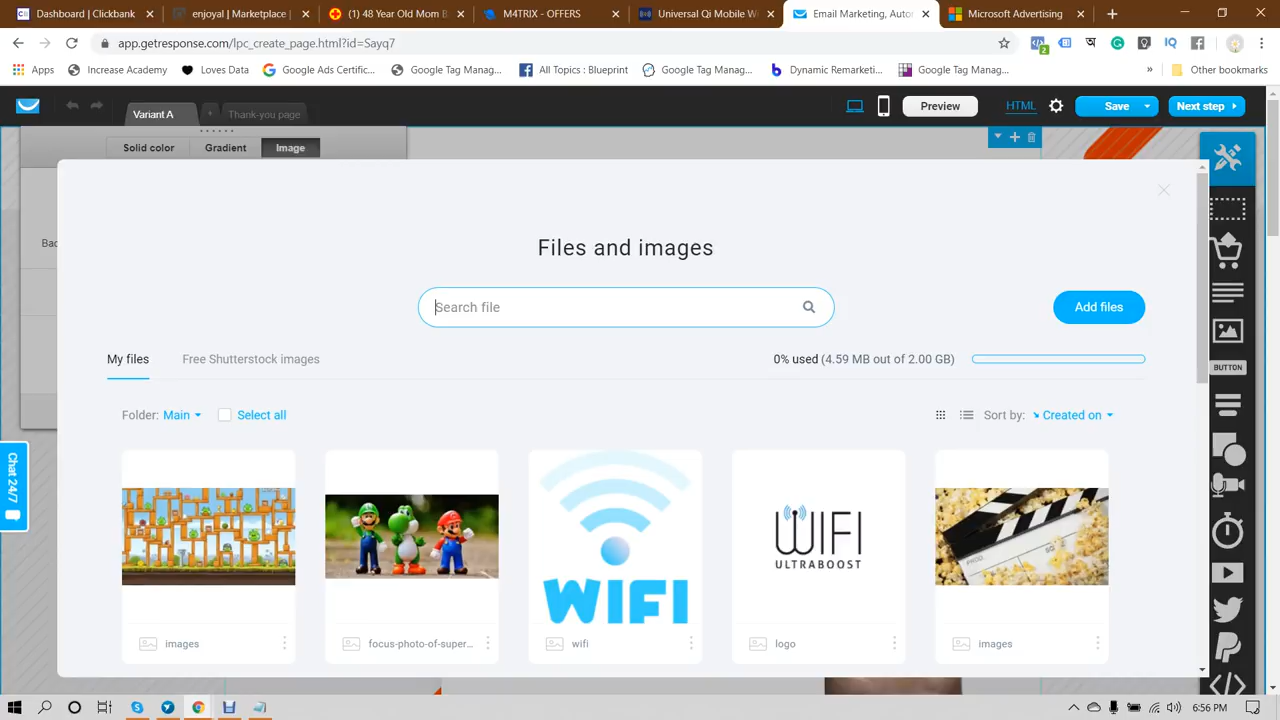 Dashboard | Clickbank
enjoyal | Marketplace
(1) 48 Year Old Mom B
M4TRIX - OFFERS
Universal Qi Mobile W
Email Marketing, Auto
Microsoft Advertising
app.getresponse.com/lpc_create_page.html?id=Sayq7
Apps
Increase Academy
Loves Data
Google Ads Certific...
Google Tag Manag...
All Topics : Blueprint
Google Tag Manag...
Dynamic Remarketi...
Google Tag Manag...
Other bookmarks
Variant A
Thank-you page
Preview
HTML
Save
Next step
Solid color
Gradient
Image
Files and images
Search file
Add files
My files
Free Shutterstock images
0% used (4.59 MB out of 2.00 GB)
Folder: Main
Select all
Sort by:
Created on
BUTTON
Chat 24/7
WIFI
WIFI
ULTRABOOST
images
focus-photo-of-super...
wifi
logo
images
6:56 PM